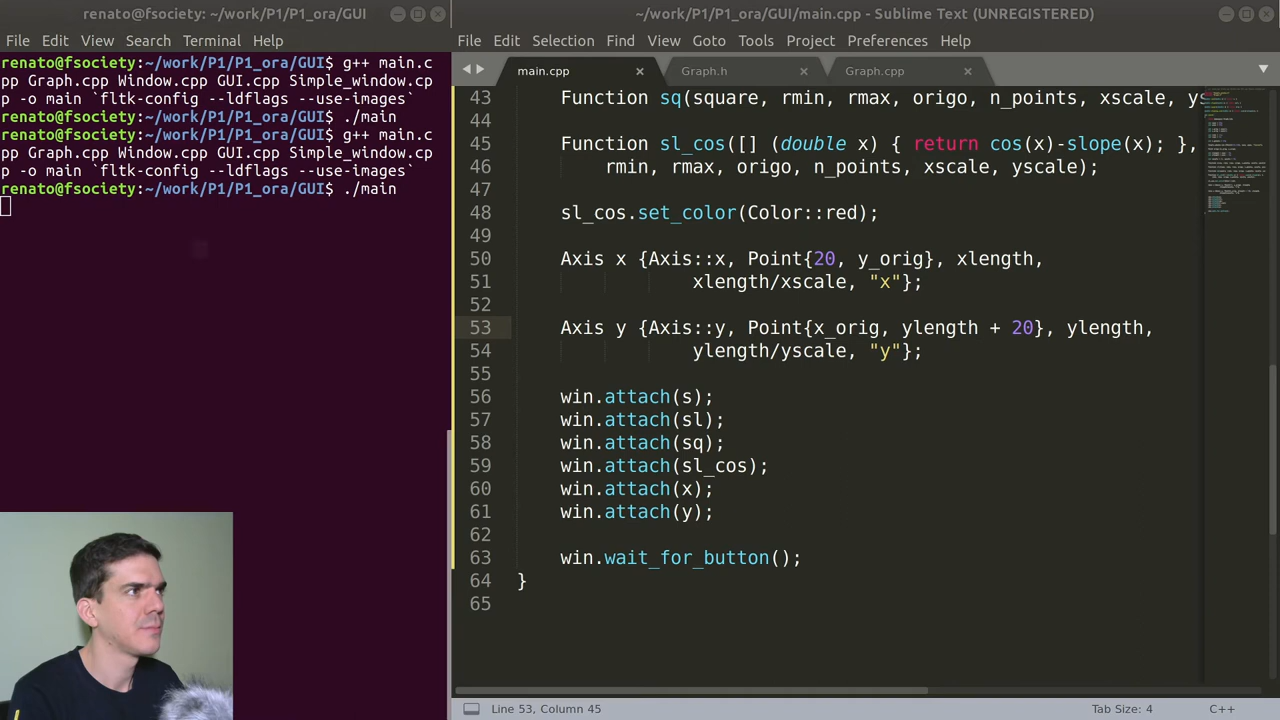 renato@fsociety: ~/work/P1/P1_ora/GUI
File Edit View Search Terminal Help
renato@fsociety:~/work/P1/P1_ora/GUI$ g++ main.c
pp Graph.cpp Window.cpp GUI.cpp Simple_window.cp
p -o main `fltk-config --ldflags --use-images`
renato@fsociety:~/work/P1/P1_ora/GUI$ ./main
renato@fsociety:~/work/P1/P1_ora/GUI$ g++ main.c
pp Graph.cpp Window.cpp GUI.cpp Simple_window.cp
p -o main `fltk-config --ldflags --use-images`
renato@fsociety:~/work/P1/P1_ora/GUI$ ./main
~/work/P1/P1_ora/GUI/main.cpp - Sublime Text (UNREGISTERED)
File Edit Selection Find View Goto Tools Project Preferences Help
main.cpp Graph.h Graph.cpp
43 Function sq(square, rmin, rmax, origo, n_points, xscale, ys
44
45 Function sl_cos([] (double x) { return cos(x)-slope(x); },
46 rmin, rmax, origo, n_points, xscale, yscale);
47
48 sl_cos.set_color(Color::red);
49
50 Axis x {Axis::x, Point{20, y_orig}, xlength,
51 xlength/xscale, "x"};
52
53 Axis y {Axis::y, Point{x_orig, ylength + 20}, ylength,
54 ylength/yscale, "y"};
55
56 win.attach(s);
57 win.attach(sl);
58 win.attach(sq);
59 win.attach(sl_cos);
60 win.attach(x);
61 win.attach(y);
62
63 win.wait_for_button();
64 }
65
Line 53, Column 45 Tab Size: 4 C++